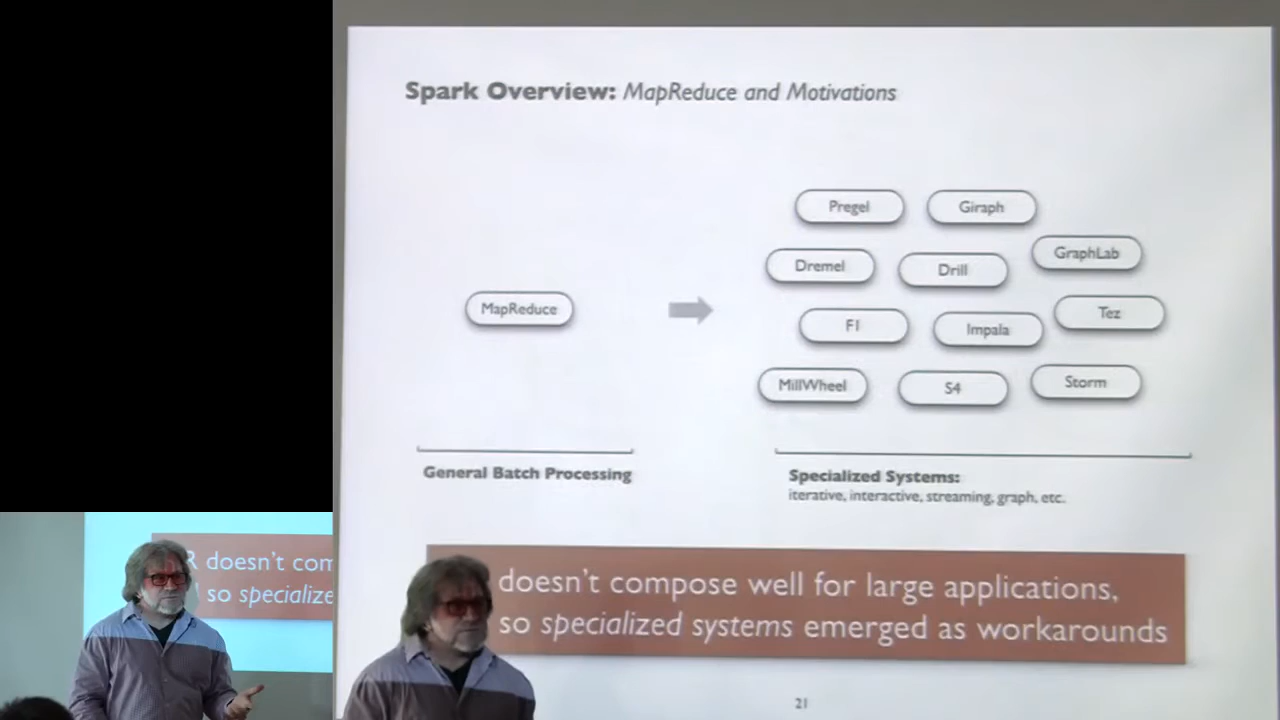 Spark Overview: MapReduce and Motivations
Pregel
Giraph
GraphLab
Dremel
Drill
MapReduce
F1
Impala
Tez
MillWheel
S4
Storm
General Batch Processing
Specialized Systems:
iterative, interactive, streaming, graph, etc.
doesn't compose well for large applications,
so specialized systems emerged as workarounds
21
R doesn't com
so specialize